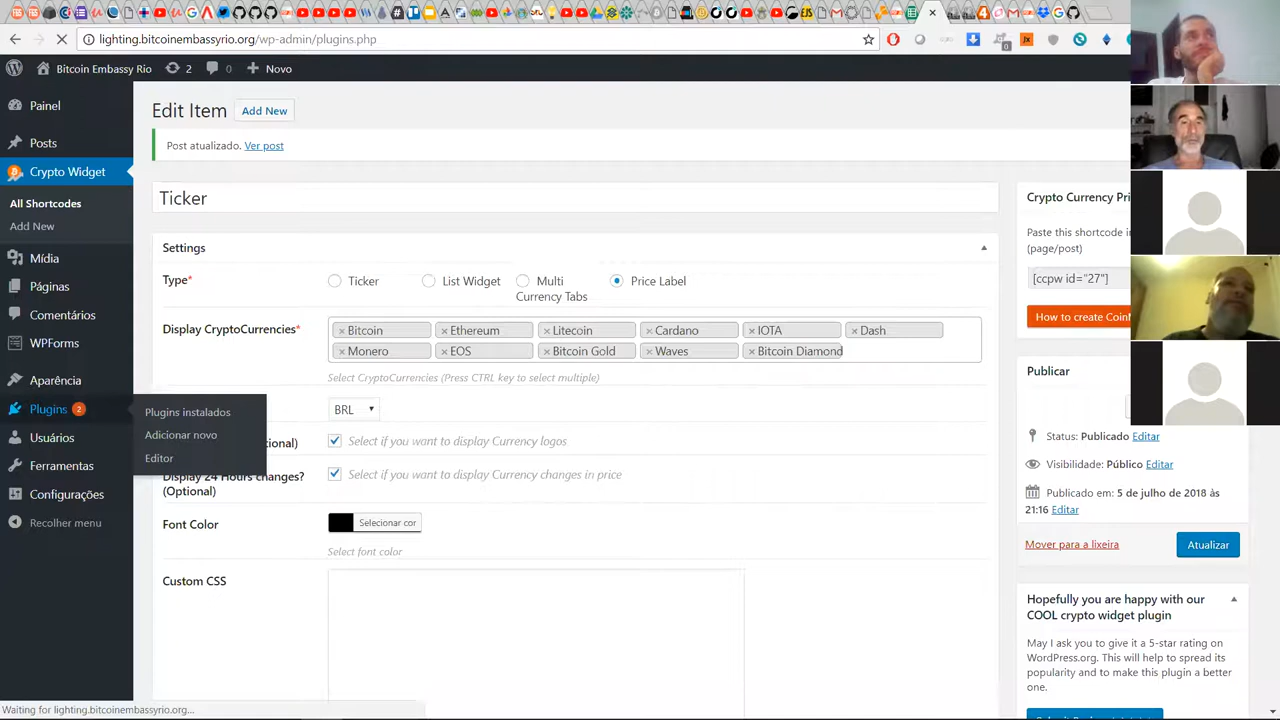 lighting.bitcoinembassyrio.org/wp-admin/plugins.php
Bitcoin Embassy Rio
2
0
Novo
Painel
Posts
Crypto Widget
All Shortcodes
Add New
Mídia
Páginas
Comentários
WPForms
Aparência
Plugins 2
Usuários
Ferramentas
Configurações
Recolher menu
Plugins instalados
Adicionar novo
Editor
Edit Item
Add New
Post atualizado. Ver post
Ticker
Settings
Type*
Ticker
List Widget
Multi
Currency Tabs
Price Label
Display CryptoCurrencies*
× Bitcoin
× Ethereum
× Litecoin
× Cardano
× IOTA
× Dash
× Monero
× EOS
× Bitcoin Gold
× Waves
× Bitcoin Diamond
Select CryptoCurrencies (Press CTRL key to select multiple)
BRL
Select if you want to display Currency logos
Display 24 Hours changes?
(Optional)
Select if you want to display Currency changes in price
Font Color
Selecionar cor
Select font color
Custom CSS
Crypto Currency Pri
Paste this shortcode in
(page/post)
[ccpw id="27"]
How to create Coin
Publicar
Status: Publicado Editar
Visibilidade: Público Editar
Publicado em: 5 de julho de 2018 às
21:16 Editar
Mover para a lixeira
Atualizar
Hopefully you are happy with our
COOL crypto widget plugin
May I ask you to give it a 5-star rating on
WordPress.org. This will help to spread its
popularity and to make this plugin a better
one.
Waiting for lighting.bitcoinembassyrio.org...